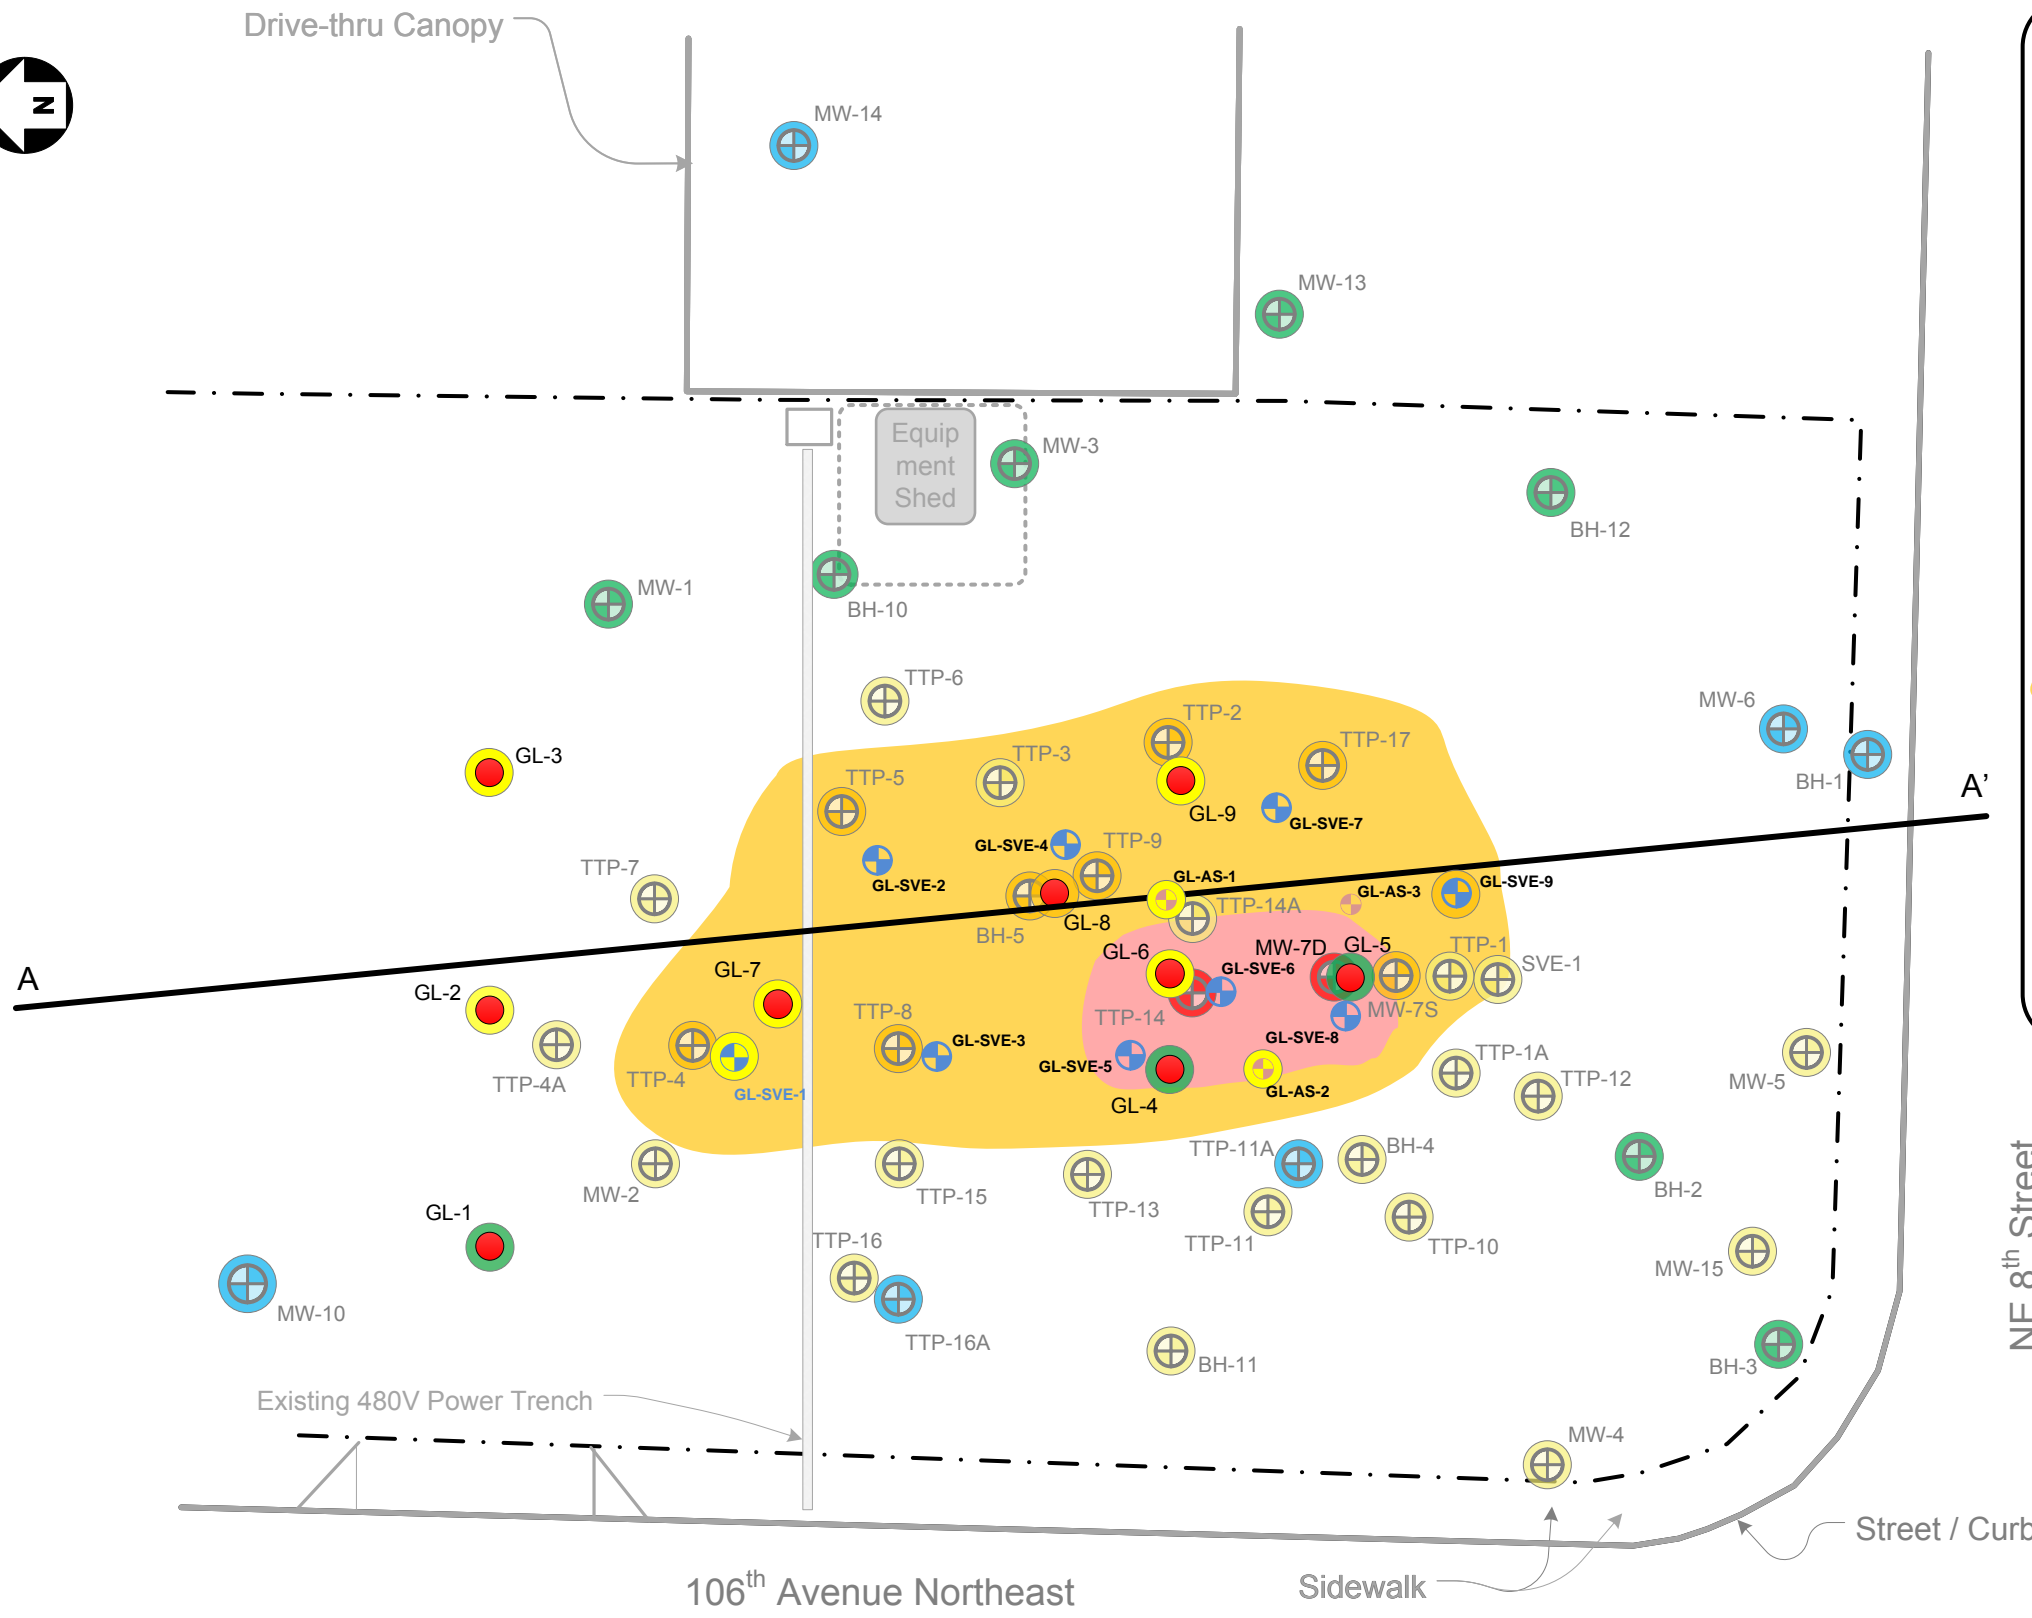 Drive-thru Canopy
N
MW-14
MW-13
Equip
ment
Shed
MW-3
BH-12
MW-1
BH-10
TTP-6
MW-6
TTP-2
TTP-17
GL-3
TTP-3
TTP-5
BH-1
A'
GL-9
GL-SVE-7
GL-SVE-4
TTP-9
TTP-7
GL-SVE-2
GL-AS-1
GL-AS-3
GL-SVE-9
TTP-14A
GL-8
BH-5
GL-6
MW-7D
GL-5
TTP-1
SVE-1
A
GL-7
GL-SVE-6
GL-2
TTP-8
TTP-14
MW-7S
GL-SVE-3
GL-SVE-8
TTP-1A
GL-SVE-5
TTP-4A
TTP-4
TTP-12
MW-5
GL-SVE-1
GL-AS-2
GL-4
TTP-11A
BH-4
MW-2
TTP-15
BH-2
GL-1
TTP-13
TTP-16
TTP-11
TTP-10
MW-15
NE 8th Street
MW-10
TTP-16A
BH-11
BH-3
Existing 480V Power Trench
MW-4
Street / Curb
106th Avenue Northeast
Sidewalk